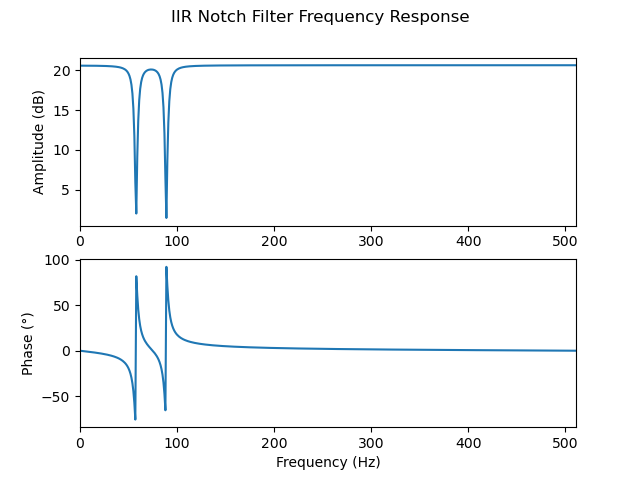 IIR Notch Filter Frequency Response
20
15
10
5
Amplitude (dB)
0 100 200 300 400 500
100
50
0
−50
Phase (°)
0 100 200 300 400 500
Frequency (Hz)